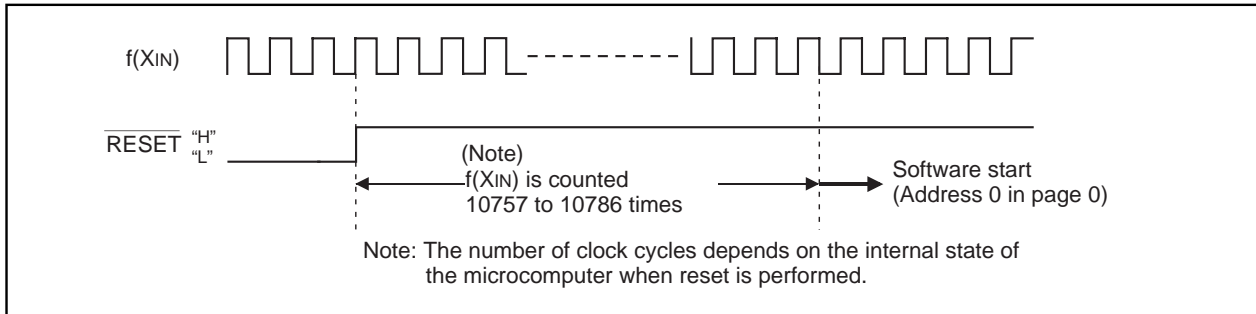 f(XIN)
RESET "H"
"L"
(Note)
f(XIN) is counted
10757 to 10786 times
Software start
(Address 0 in page 0)
Note: The number of clock cycles depends on the internal state of
the microcomputer when reset is performed.